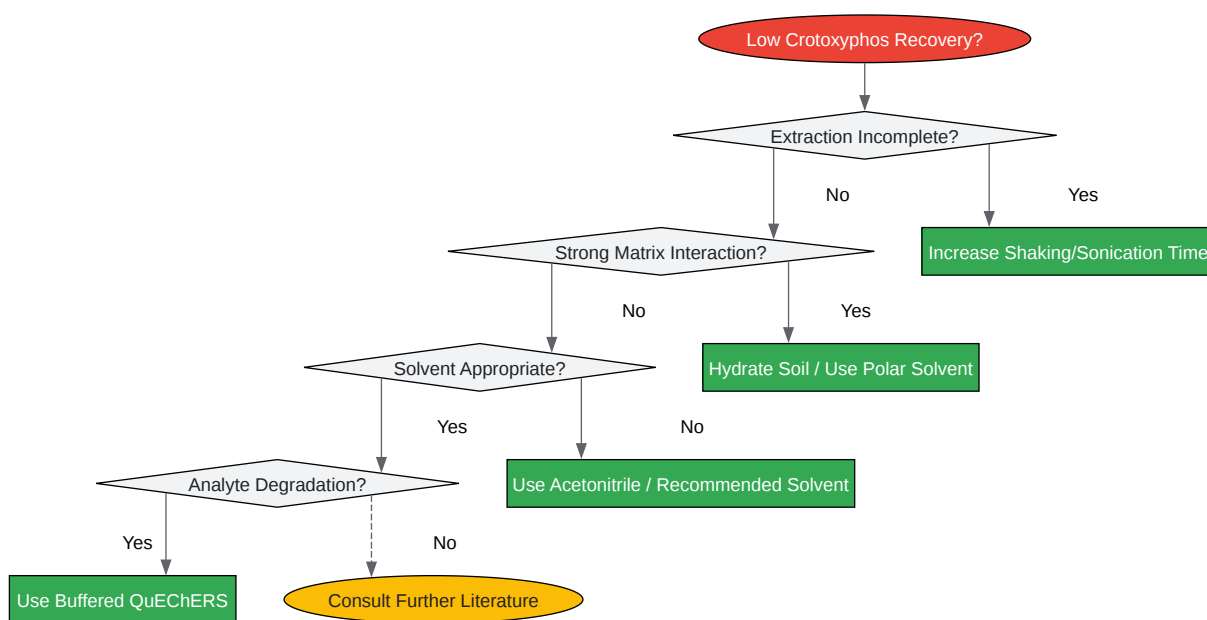 Low Crotoxyphos Recovery?
Extraction Incomplete?
No
Yes
Strong Matrix Interaction?
Increase Shaking/Sonication Time
No
Yes
Solvent Appropriate?
Hydrate Soil / Use Polar Solvent
Yes
No
Analyte Degradation?
Use Acetonitrile / Recommended Solvent
Yes
No
Use Buffered QuEChERS
Consult Further Literature